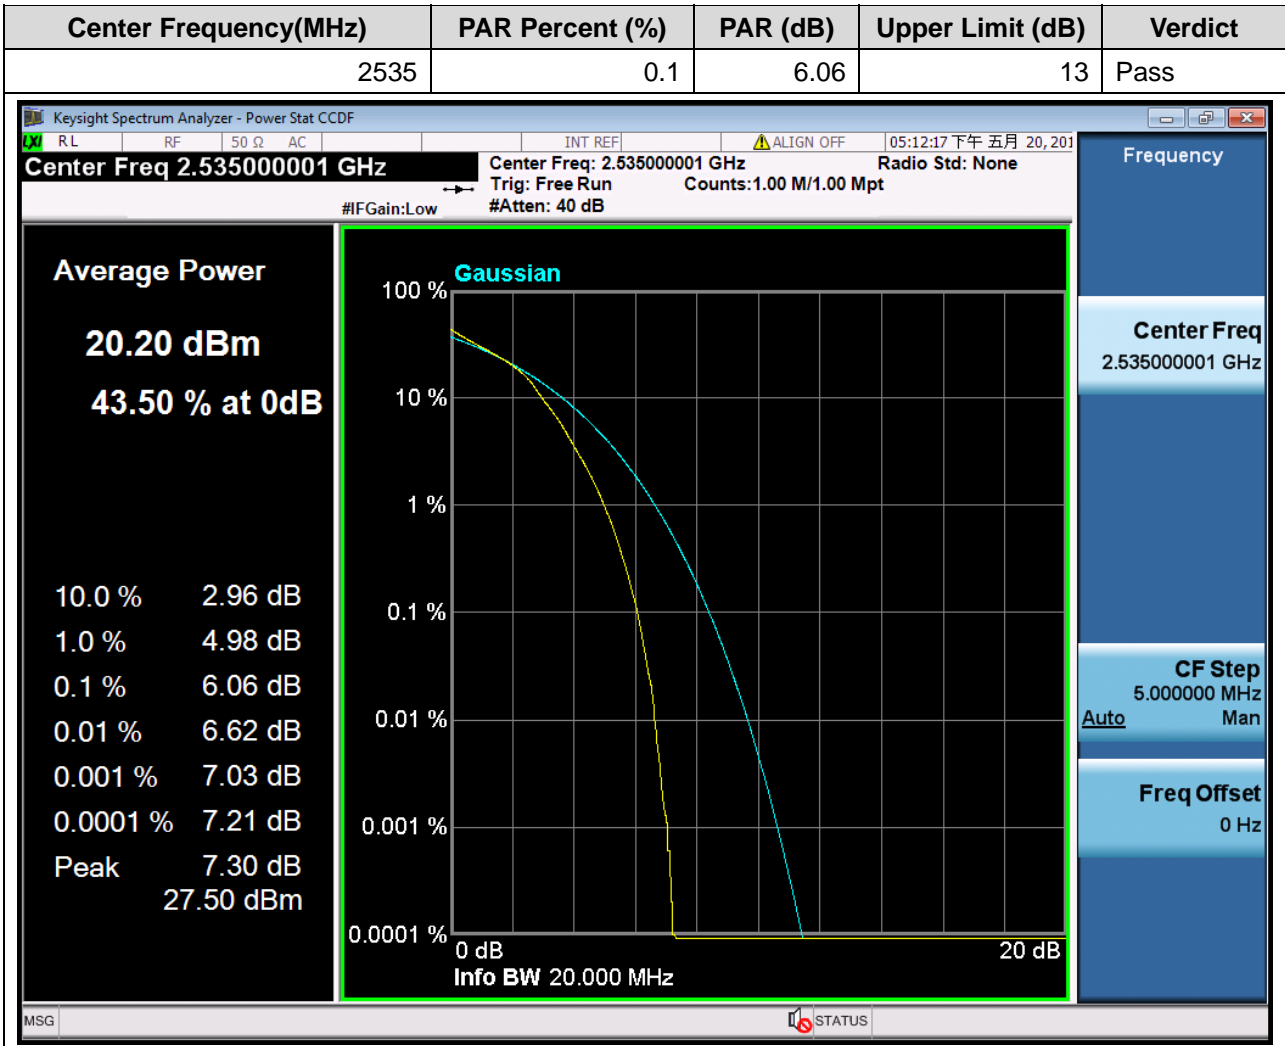 Center Frequency(MHz) PAR Percent (%) PAR (dB) Upper Limit (dB) Verdict
2535 0.1 6.06 13 Pass
Keysight Spectrum Analyzer - Power Stat CCDF
LXI RL RF 50 Ω AC INT REF ALIGN OFF 05:12:17 下午 五月 20, 201
Center Freq 2.535000001 GHz
#IFGain:Low
Center Freq: 2.535000001 GHz Radio Std: None
Trig: Free Run Counts:1.00 M/1.00 Mpt
#Atten: 40 dB
Frequency
Average Power
20.20 dBm
43.50 % at 0dB
10.0 % 2.96 dB
1.0 % 4.98 dB
0.1 % 6.06 dB
0.01 % 6.62 dB
0.001 % 7.03 dB
0.0001 % 7.21 dB
Peak 7.30 dB
27.50 dBm
Gaussian
100 %
10 %
1 %
0.1 %
0.01 %
0.001 %
0.0001 %
0 dB 20 dB
Info BW 20.000 MHz
Center Freq
2.535000001 GHz
CF Step
5.000000 MHz
Auto Man
Freq Offset
0 Hz
MSG STATUS